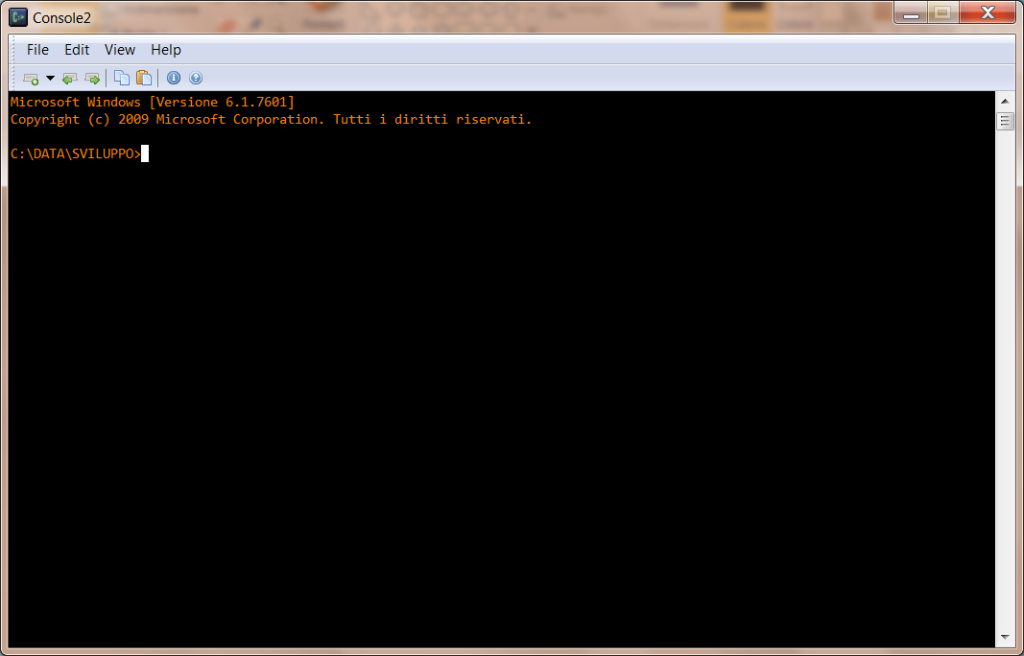 Console2
File Edit View Help
Microsoft Windows [Versione 6.1.7601]
Copyright (c) 2009 Microsoft Corporation. Tutti i diritti riservati.
C:\DATA\SVILUPPO>